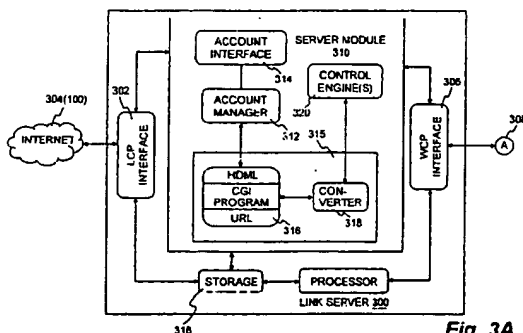 ACCOUNT INTERFACE
314
SERVER MODULE
310
304(100)
INTERNET
302
LCP INTERFACE
ACCOUNT MANAGER
312
CONTROL ENGINE(S)
320
306
WCP INTERFACE
308
A
315
HDML
CGI PROGRAM
URL
316
CON-
VERTER
318
STORAGE
318
PROCESSOR
LINK SERVER 300
Fig. 3A